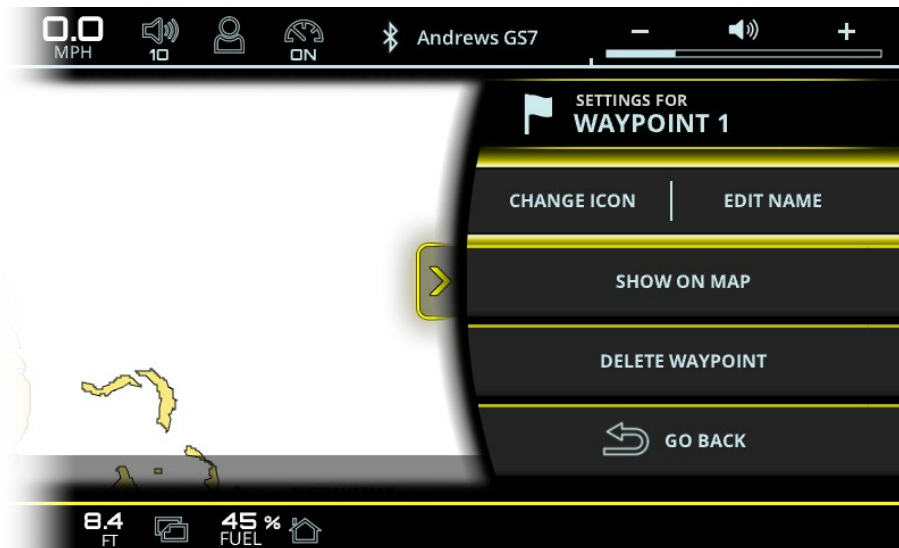 0.0
MPH
10
ON
Andrews GS7
− +
SETTINGS FOR
WAYPOINT 1
CHANGE ICON EDIT NAME
SHOW ON MAP
DELETE WAYPOINT
GO BACK
8.4
FT
45 %
FUEL